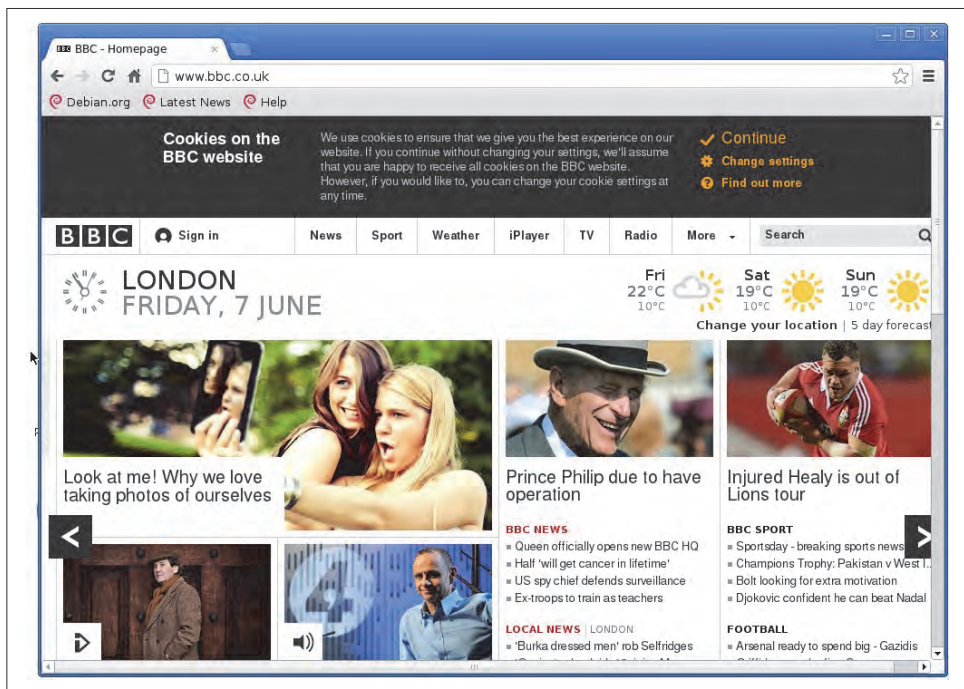 BBC - Homepage
www.bbc.co.uk
Debian.org Latest News Help
Cookies on the
BBC website
We use cookies to ensure that we give you the best experience on our
website. If you continue without changing your settings, we'll assume
that you are happy to receive all cookies on the BBC website.
However, if you would like to, you can change your cookie settings at
any time.
Continue
Change settings
Find out more
BBC Sign in News Sport Weather iPlayer TV Radio More Search
LONDON
FRIDAY, 7 JUNE
Fri Sat Sun
22°C 19°C 19°C
10°C 10°C 10°C
Change your location | 5 day forecast
Look at me! Why we love
taking photos of ourselves
Prince Philip due to have
operation
BBC NEWS
Queen officially opens new BBC HQ
Half 'will get cancer in lifetime'
US spy chief defends surveillance
Ex-troops to train as teachers
LOCAL NEWS | LONDON
'Burka dressed men' rob Selfridges
Injured Healy is out of
Lions tour
BBC SPORT
Sportsday - breaking sports news
Champions Trophy: Pakistan v West I..
Bolt looking for extra motivation
Djokovic confident he can beat Nadal
FOOTBALL
Arsenal ready to spend big - Gazidis
4